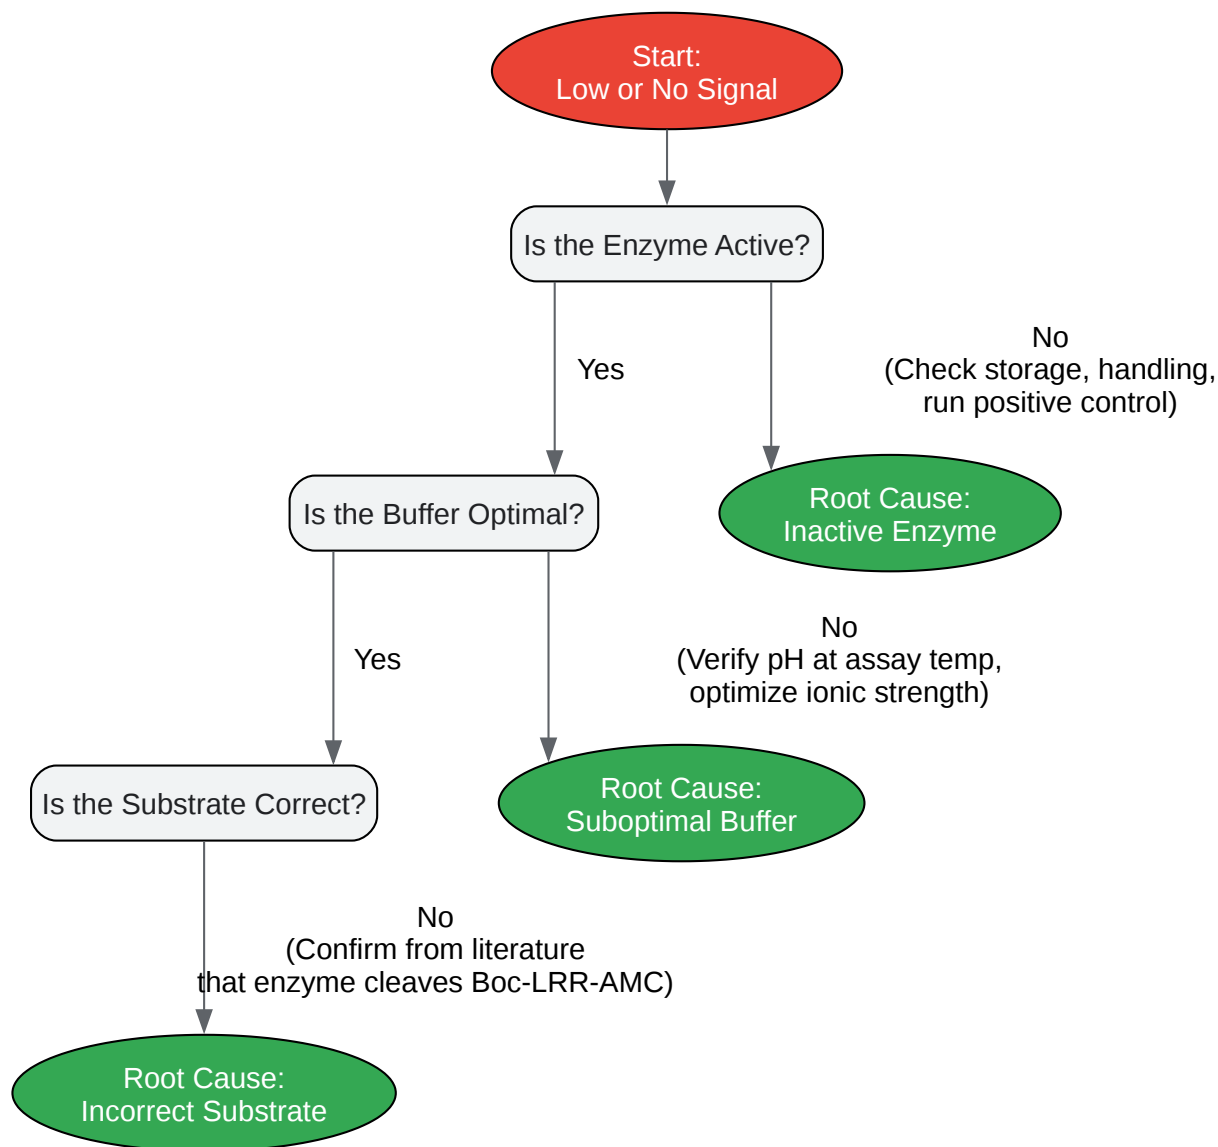 Start:
Low or No Signal
Is the Enzyme Active?
Yes
No
(Check storage, handling,
run positive control)
Is the Buffer Optimal?
Root Cause:
Inactive Enzyme
Yes
No
(Verify pH at assay temp,
optimize ionic strength)
Is the Substrate Correct?
Root Cause:
Suboptimal Buffer
No
(Confirm from literature
that enzyme cleaves Boc-LRR-AMC)
Root Cause:
Incorrect Substrate